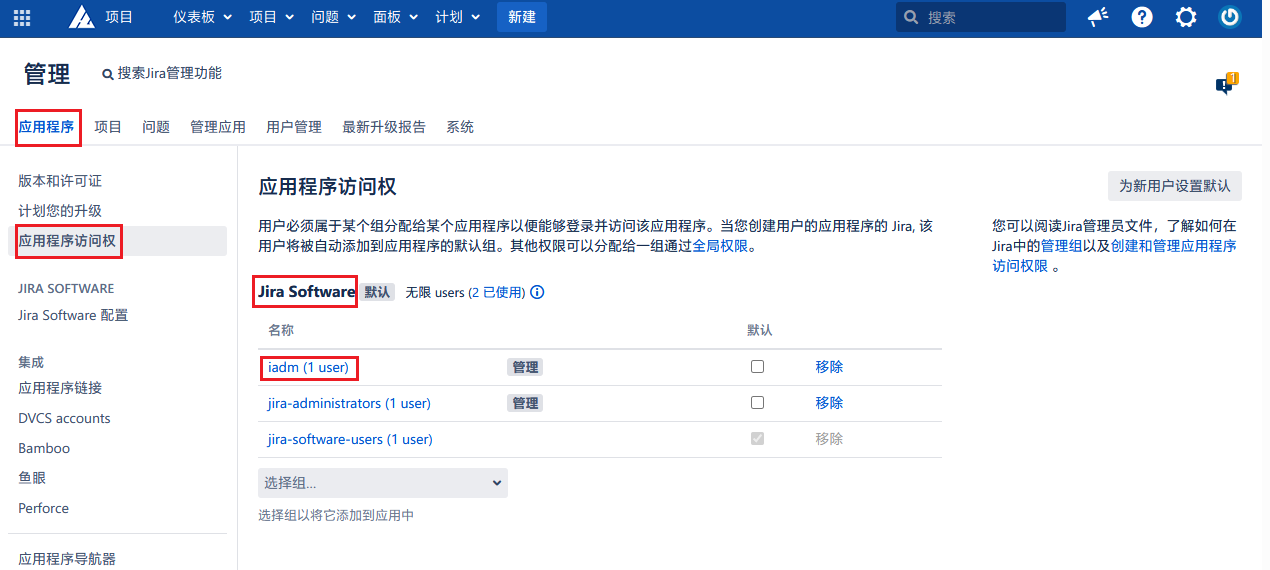 项目 仪表板 项目 问题 面板 计划 新建 搜索
管理 搜索Jira管理功能
应用程序 项目 问题 管理应用 用户管理 最新升级报告 系统
版本和许可证
计划您的升级
应用程序访问权
JIRA SOFTWARE
Jira Software 配置
集成
应用程序链接
DVCS accounts
Bamboo
鱼眼
Perforce
应用程序导航器
应用程序访问权
为新用户设置默认
用户必须属于某个组分配给某个应用程序以便能够登录并访问该应用程序。当您创建用户的应用程序的 Jira, 该
用户将被自动添加到应用程序的默认组。其他权限可以分配给一组通过全局权限。
您可以阅读Jira管理员文件，了解如何在
Jira中的管理组以及创建和管理应用程序
访问权限 。
Jira Software 默认 无限 users (2 已使用)
名称 默认
iadm (1 user) 管理 移除
jira-administrators (1 user) 管理 移除
jira-software-users (1 user) 移除
选择组...
选择组以将它添加到应用中